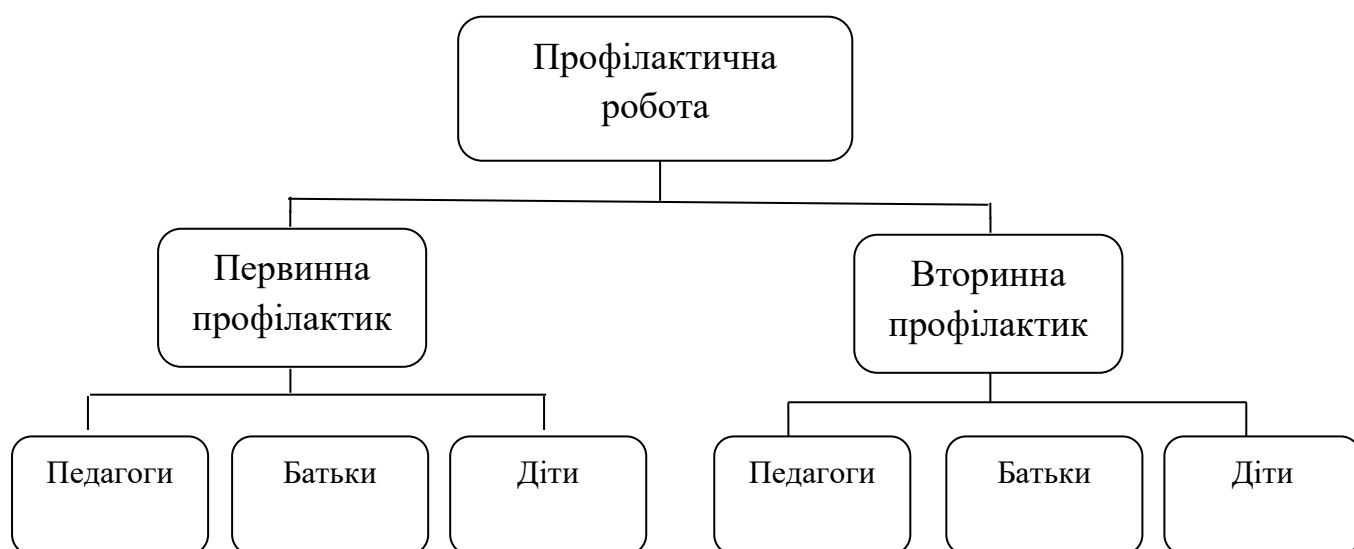 Профілактична
робота
Первинна
профілактик
Вторинна
профілактик
Педагоги
Батьки
Діти
Педагоги
Батьки
Діти